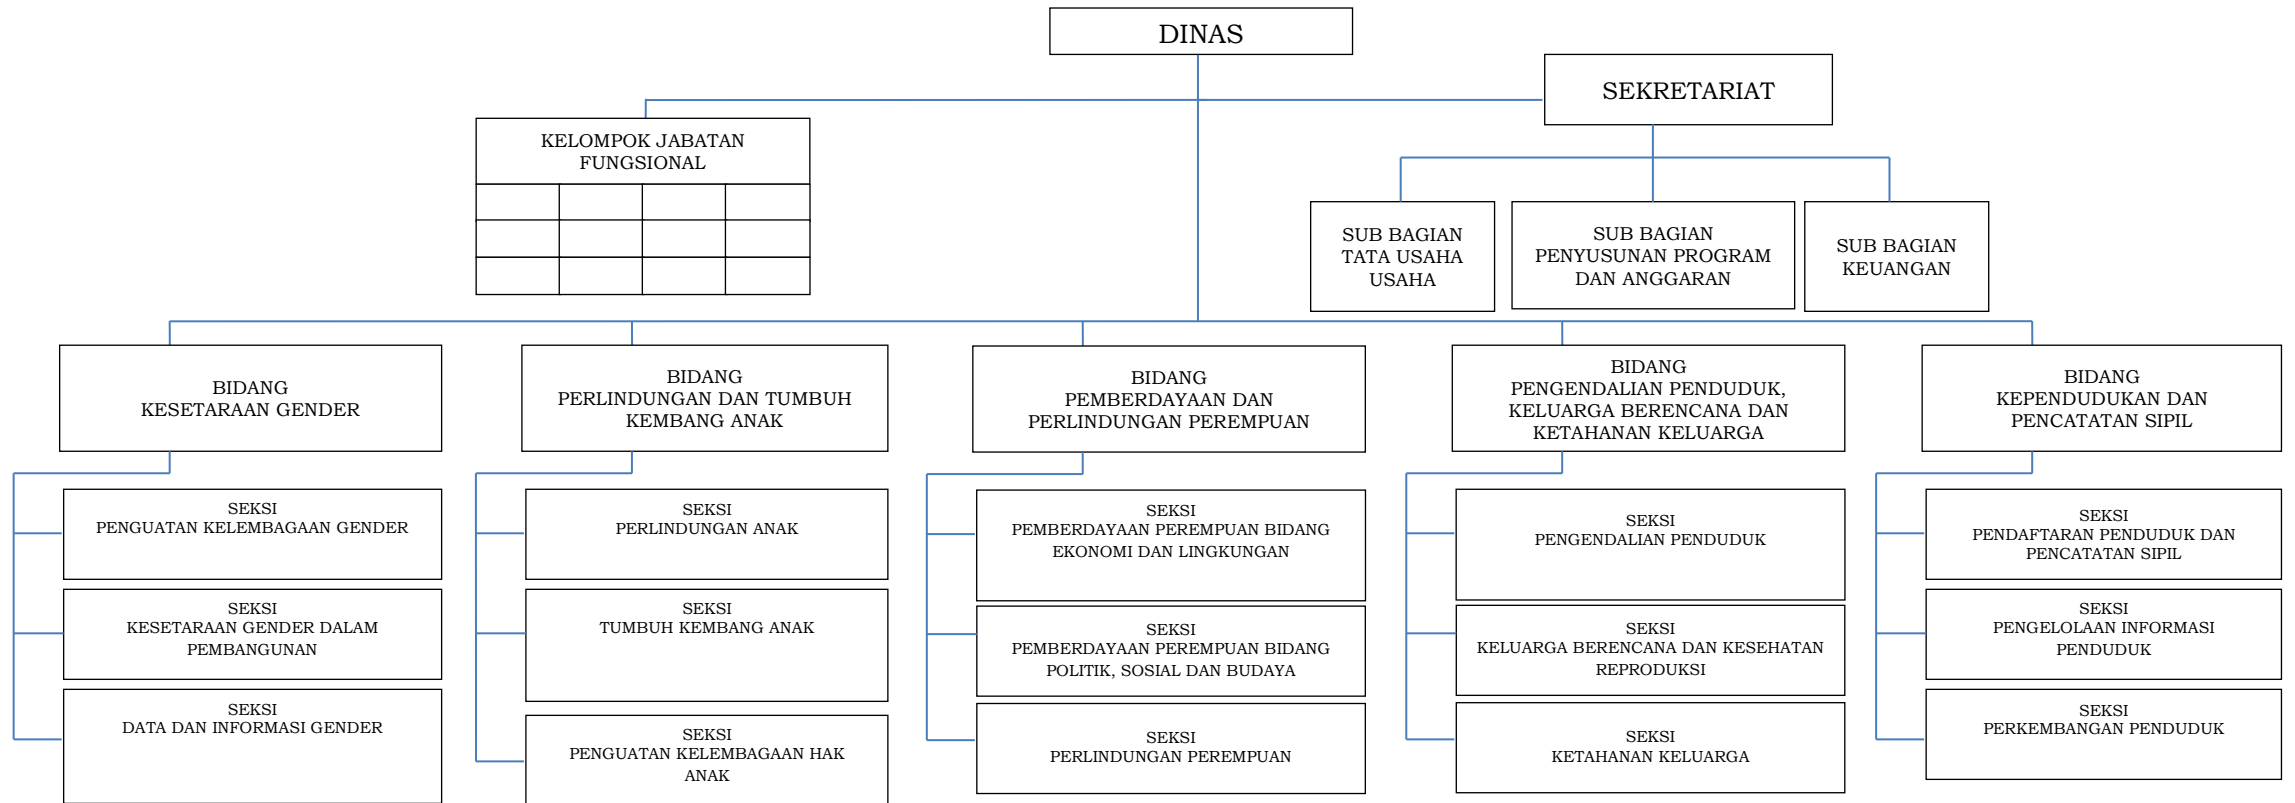 DINAS
SEKRETARIAT
KELOMPOK JABATAN
FUNGSIONAL
SUB BAGIAN
TATA USAHA
USAHA
SUB BAGIAN
PENYUSUNAN PROGRAM
DAN ANGGARAN
SUB BAGIAN
KEUANGAN
BIDANG
KESETARAAN GENDER
BIDANG
PERLINDUNGAN DAN TUMBUH
KEMBANG ANAK
BIDANG
PEMBERDAYAAN DAN
PERLINDUNGAN PEREMPUAN
BIDANG
PENGENDALIAN PENDUDUK,
KELUARGA BERENCANA DAN
KETAHANAN KELUARGA
BIDANG
KEPENDUDUKAN DAN
PENCATATAN SIPIL
SEKSI
PENGUATAN KELEMBAGAAN GENDER
SEKSI
KESETARAAN GENDER DALAM
PEMBANGUNAN
SEKSI
DATA DAN INFORMASI GENDER
SEKSI
PERLINDUNGAN ANAK
SEKSI
TUMBUH KEMBANG ANAK
SEKSI
PENGUATAN KELEMBAGAAN HAK
ANAK
SEKSI
PEMBERDAYAAN PEREMPUAN BIDANG
EKONOMI DAN LINGKUNGAN
SEKSI
PEMBERDAYAAN PEREMPUAN BIDANG
POLITIK, SOSIAL DAN BUDAYA
SEKSI
PERLINDUNGAN PEREMPUAN
SEKSI
PENGENDALIAN PENDUDUK
SEKSI
KELUARGA BERENCANA DAN KESEHATAN
REPRODUKSI
SEKSI
KETAHANAN KELUARGA
SEKSI
PENDAFTARAN PENDUDUK DAN
PENCATATAN SIPIL
SEKSI
PENGELOLAAN INFORMASI
PENDUDUK
SEKSI
PERKEMBANGAN PENDUDUK